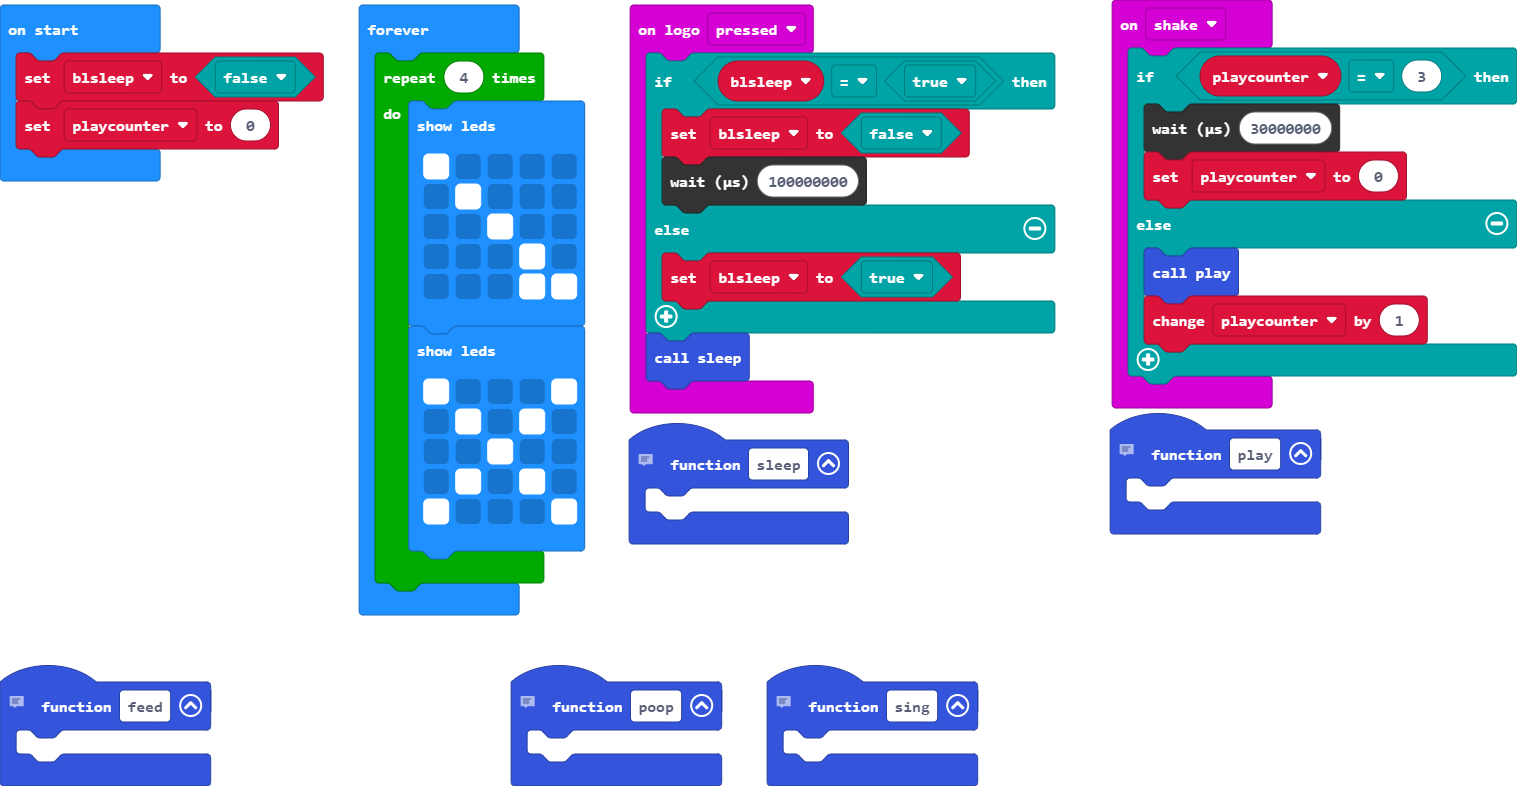 on start
set blsleep to false
set playcounter to 0
forever
repeat 4 times
do
show leds
show leds
on logo pressed
if blsleep = true then
set blsleep to false
wait (µs) 100000000
else
set blsleep to true
call sleep
function sleep
on shake
if playcounter = 3 then
wait (µs) 30000000
set playcounter to 0
else
call play
change playcounter by 1
function play
function feed
function poop
function sing